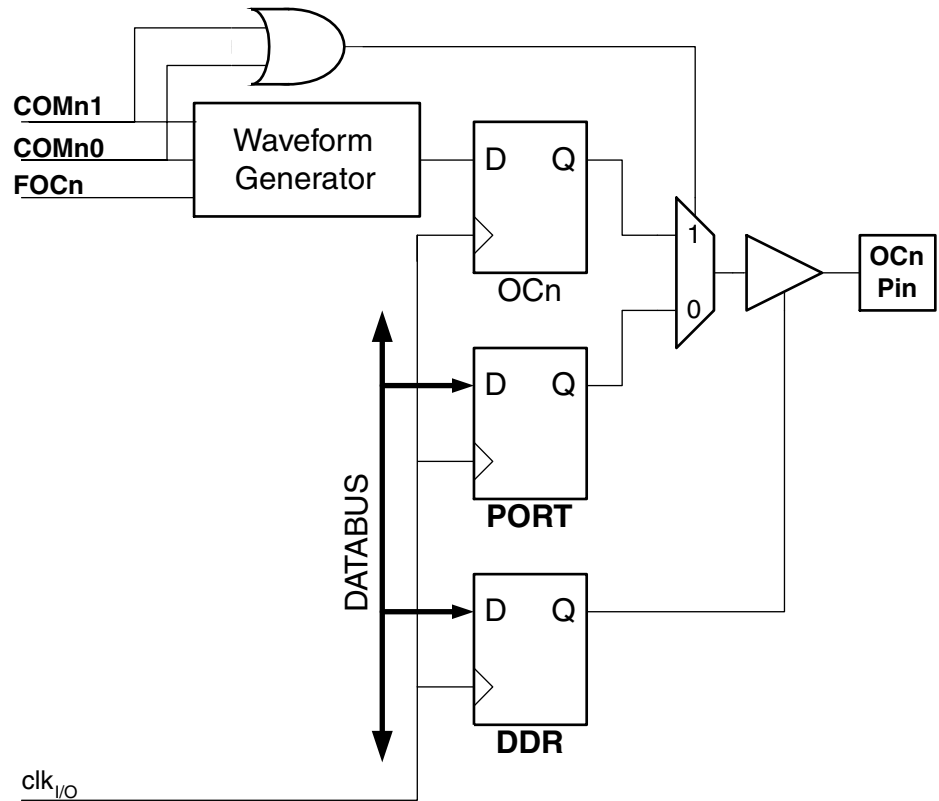 COMn1
COMn0
FOCn
Waveform
Generator
D Q
OCn
1
0
OCn
Pin
D Q
PORT
DATABUS
D Q
DDR
clkI/O